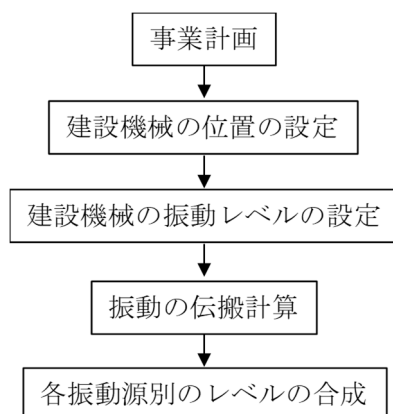 事業計画
建設機械の位置の設定
建設機械の振動レベルの設定
振動の伝搬計算
各振動源別のレベルの合成